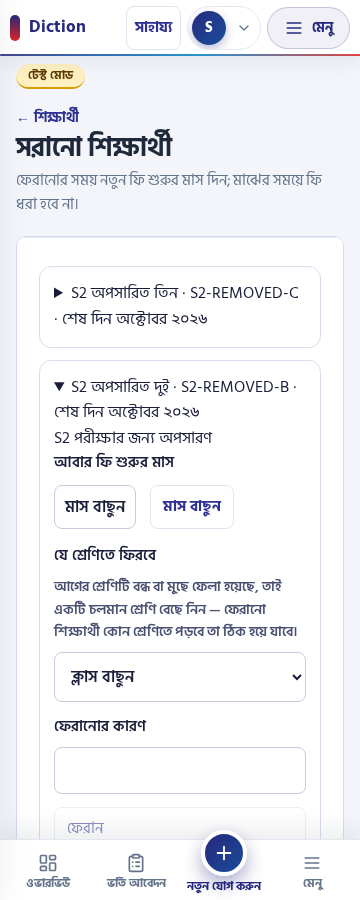 Diction
সাহায্য
S
মেনু
টেস্ট মোড
← শিক্ষার্থী
সরানো শিক্ষার্থী
ফেরানোর সময় নতুন ফি শুরুর মাস দিন; মাঝের সময়ে ফি
ধরা হবে না।
▶ S2 অপসারিত তিন · S2-REMOVED-C
· শেষ দিন অক্টোবর ২০২৬
▼ S2 অপসারিত দুই · S2-REMOVED-B ·
শেষ দিন অক্টোবর ২০২৬
S2 পরীক্ষার জন্য অপসারণ
আবার ফি শুরুর মাস
মাস বাছুন
মাস বাছুন
যে শ্রেণিতে ফিরবে
আগের শ্রেণিটি বন্ধ বা মুছে ফেলা হয়েছে, তাই
একটি চলমান শ্রেণি বেছে নিন — ফেরানো
শিক্ষার্থী কোন শ্রেণিতে পড়বে তা ঠিক হয়ে যাবে।
ক্লাস বাছুন
ফেরানোর কারণ
ফেরান
ওভারভিউ
ভর্তি আবেদন
নতুন যোগ করুন
মেনু